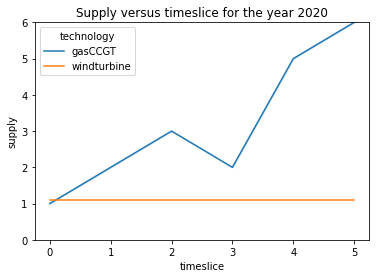 Supply versus timeslice for the year 2020
technology
gasCCGT
windturbine
supply
6
5
4
3
2
1
0
0 1 2 3 4 5
timeslice